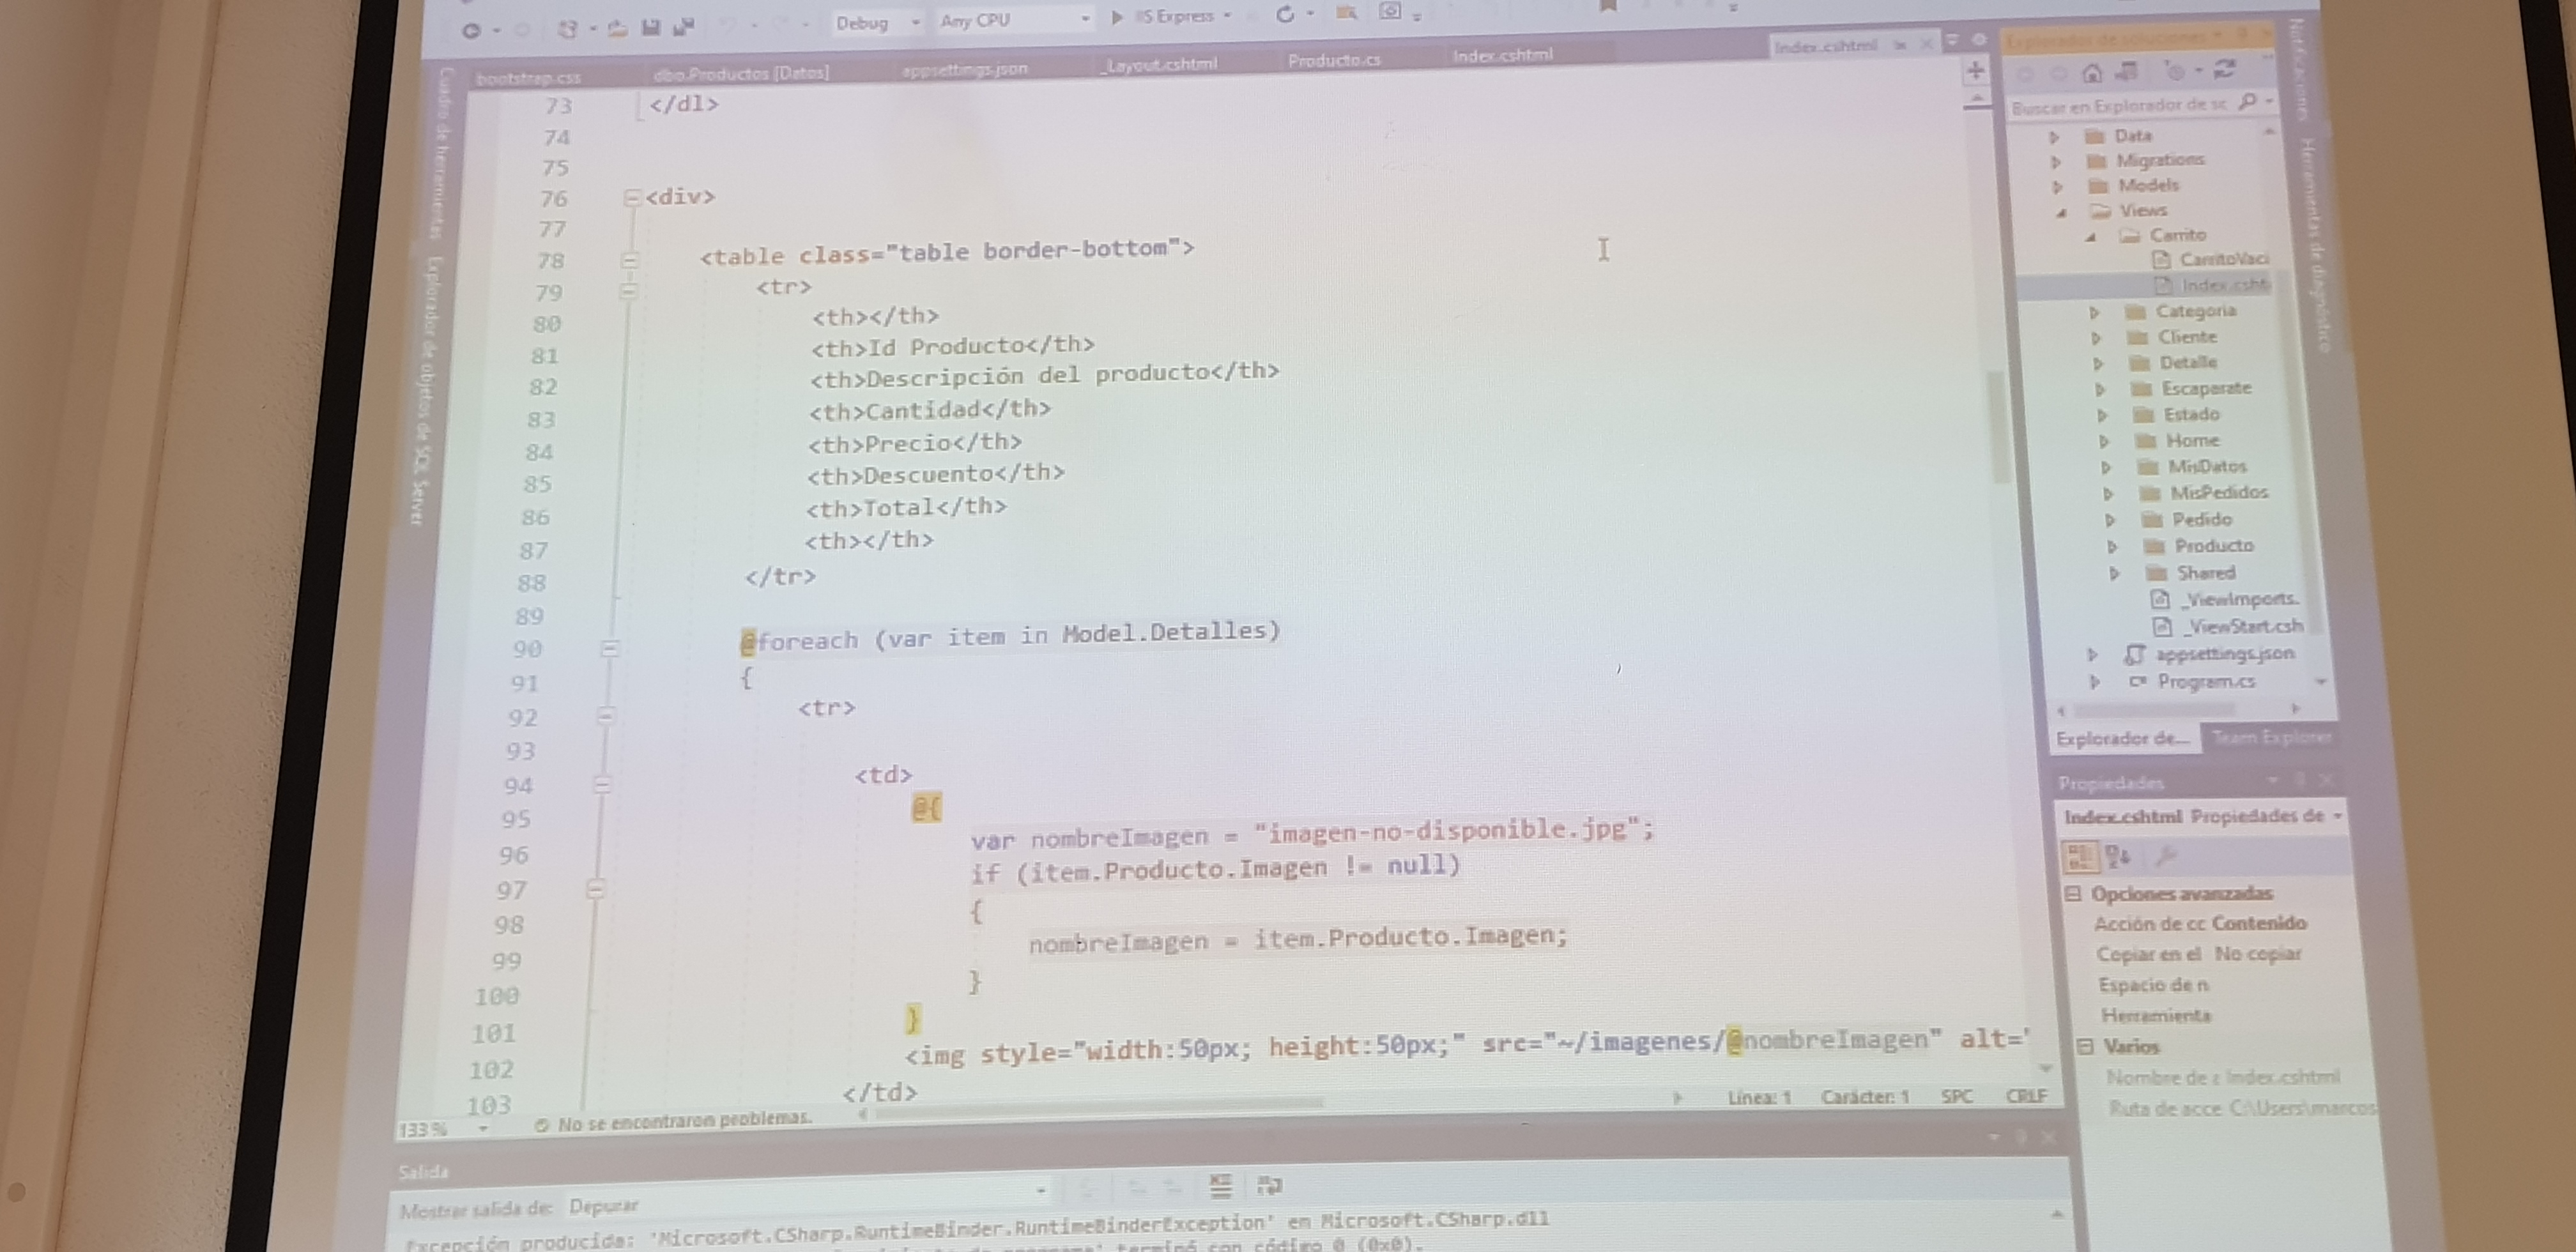 Debug Any CPU IIS Express
bootstrap.css dbo.Productos [Datos] appsettings.json _Layout.cshtml Producto.cs Index.cshtml Index.cshtml
Cuadro de herramientas Explorador de objetos de SQL Server
73 </dl>
74
75
76 <div>
77
78 <table class="table border-bottom">
79 <tr>
80 <th></th>
81 <th>Id Producto</th>
82 <th>Descripción del producto</th>
83 <th>Cantidad</th>
84 <th>Precio</th>
85 <th>Descuento</th>
86 <th>Total</th>
87 <th></th>
88 </tr>
89
90 @foreach (var item in Model.Detalles)
91 {
92 <tr>
93
94 <td>
95 @{
96 var nombreImagen = "imagen-no-disponible.jpg";
97 if (item.Producto.Imagen != null)
98 {
99 nombreImagen = item.Producto.Imagen;
100 }
101 }
102 <img style="width:50px; height:50px;" src="~/imagenes/@nombreImagen" alt='
103 </td>
133 % No se encontraron problemas. Línea: 1 Carácter: 1 SPC CRLF
Salida
Mostrar salida de: Depurar
Excepción producida: 'Microsoft.CSharp.RuntimeBinder.RuntimeBinderException' en Microsoft.CSharp.dll
terminó con código 0 (0x0).
Explorador de soluciones
Buscar en Explorador de sc
Data
Migrations
Models
Views
Carrito
CarritoVaci
Index.csht
Categoria
Cliente
Detalle
Escaparate
Estado
Home
MisDatos
MisPedidos
Pedido
Producto
Shared
_ViewImports.
_ViewStart.csh
appsettings.json
Program.cs
Explorador de... Team Explorer
Propiedades
Index.cshtml Propiedades de
Opciones avanzadas
Acción de cc Contenido
Copiar en el No copiar
Espacio de n
Herramienta
Varios
Nombre de a Index.cshtml
Ruta de acce C:\Users\marcos
Notificaciones Herramientas de diagnóstico